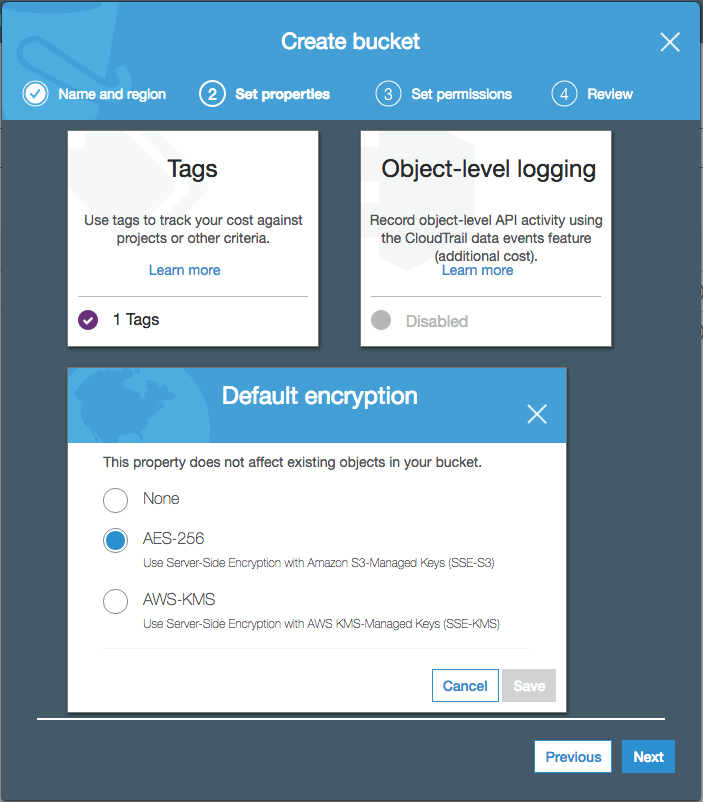 Create bucket
Name and region
2 Set properties
3 Set permissions
4 Review
Tags
Use tags to track your cost against
projects or other criteria.
Learn more
1 Tags
Object-level logging
Record object-level API activity using
the CloudTrail data events feature
(additional cost).
Learn more
Disabled
Default encryption
This property does not affect existing objects in your bucket.
None
AES-256
Use Server-Side Encryption with Amazon S3-Managed Keys (SSE-S3)
AWS-KMS
Use Server-Side Encryption with AWS KMS-Managed Keys (SSE-KMS)
Cancel
Save
Previous
Next